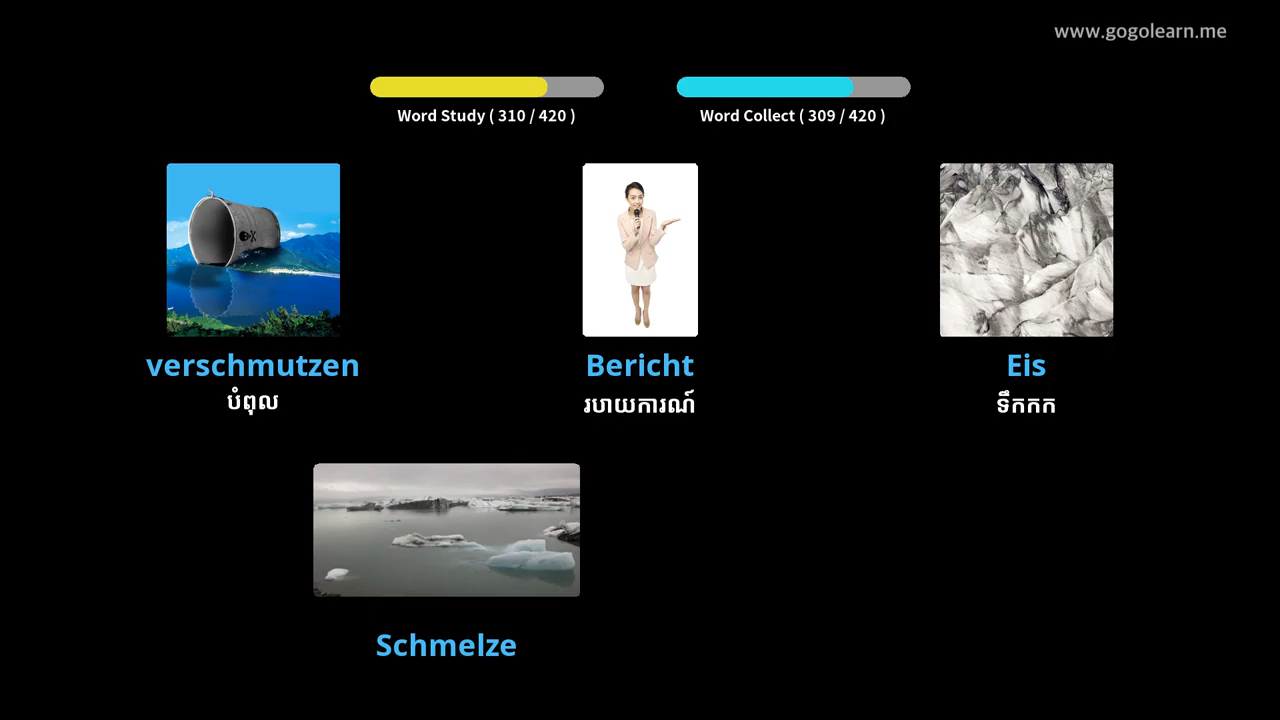 www.gogolearn.me
Word Study ( 310 / 420 )
Word Collect ( 309 / 420 )
verschmutzen
បំពុល
Bericht
របាយការណ៍
Eis
ទឹកកក
Schmelze